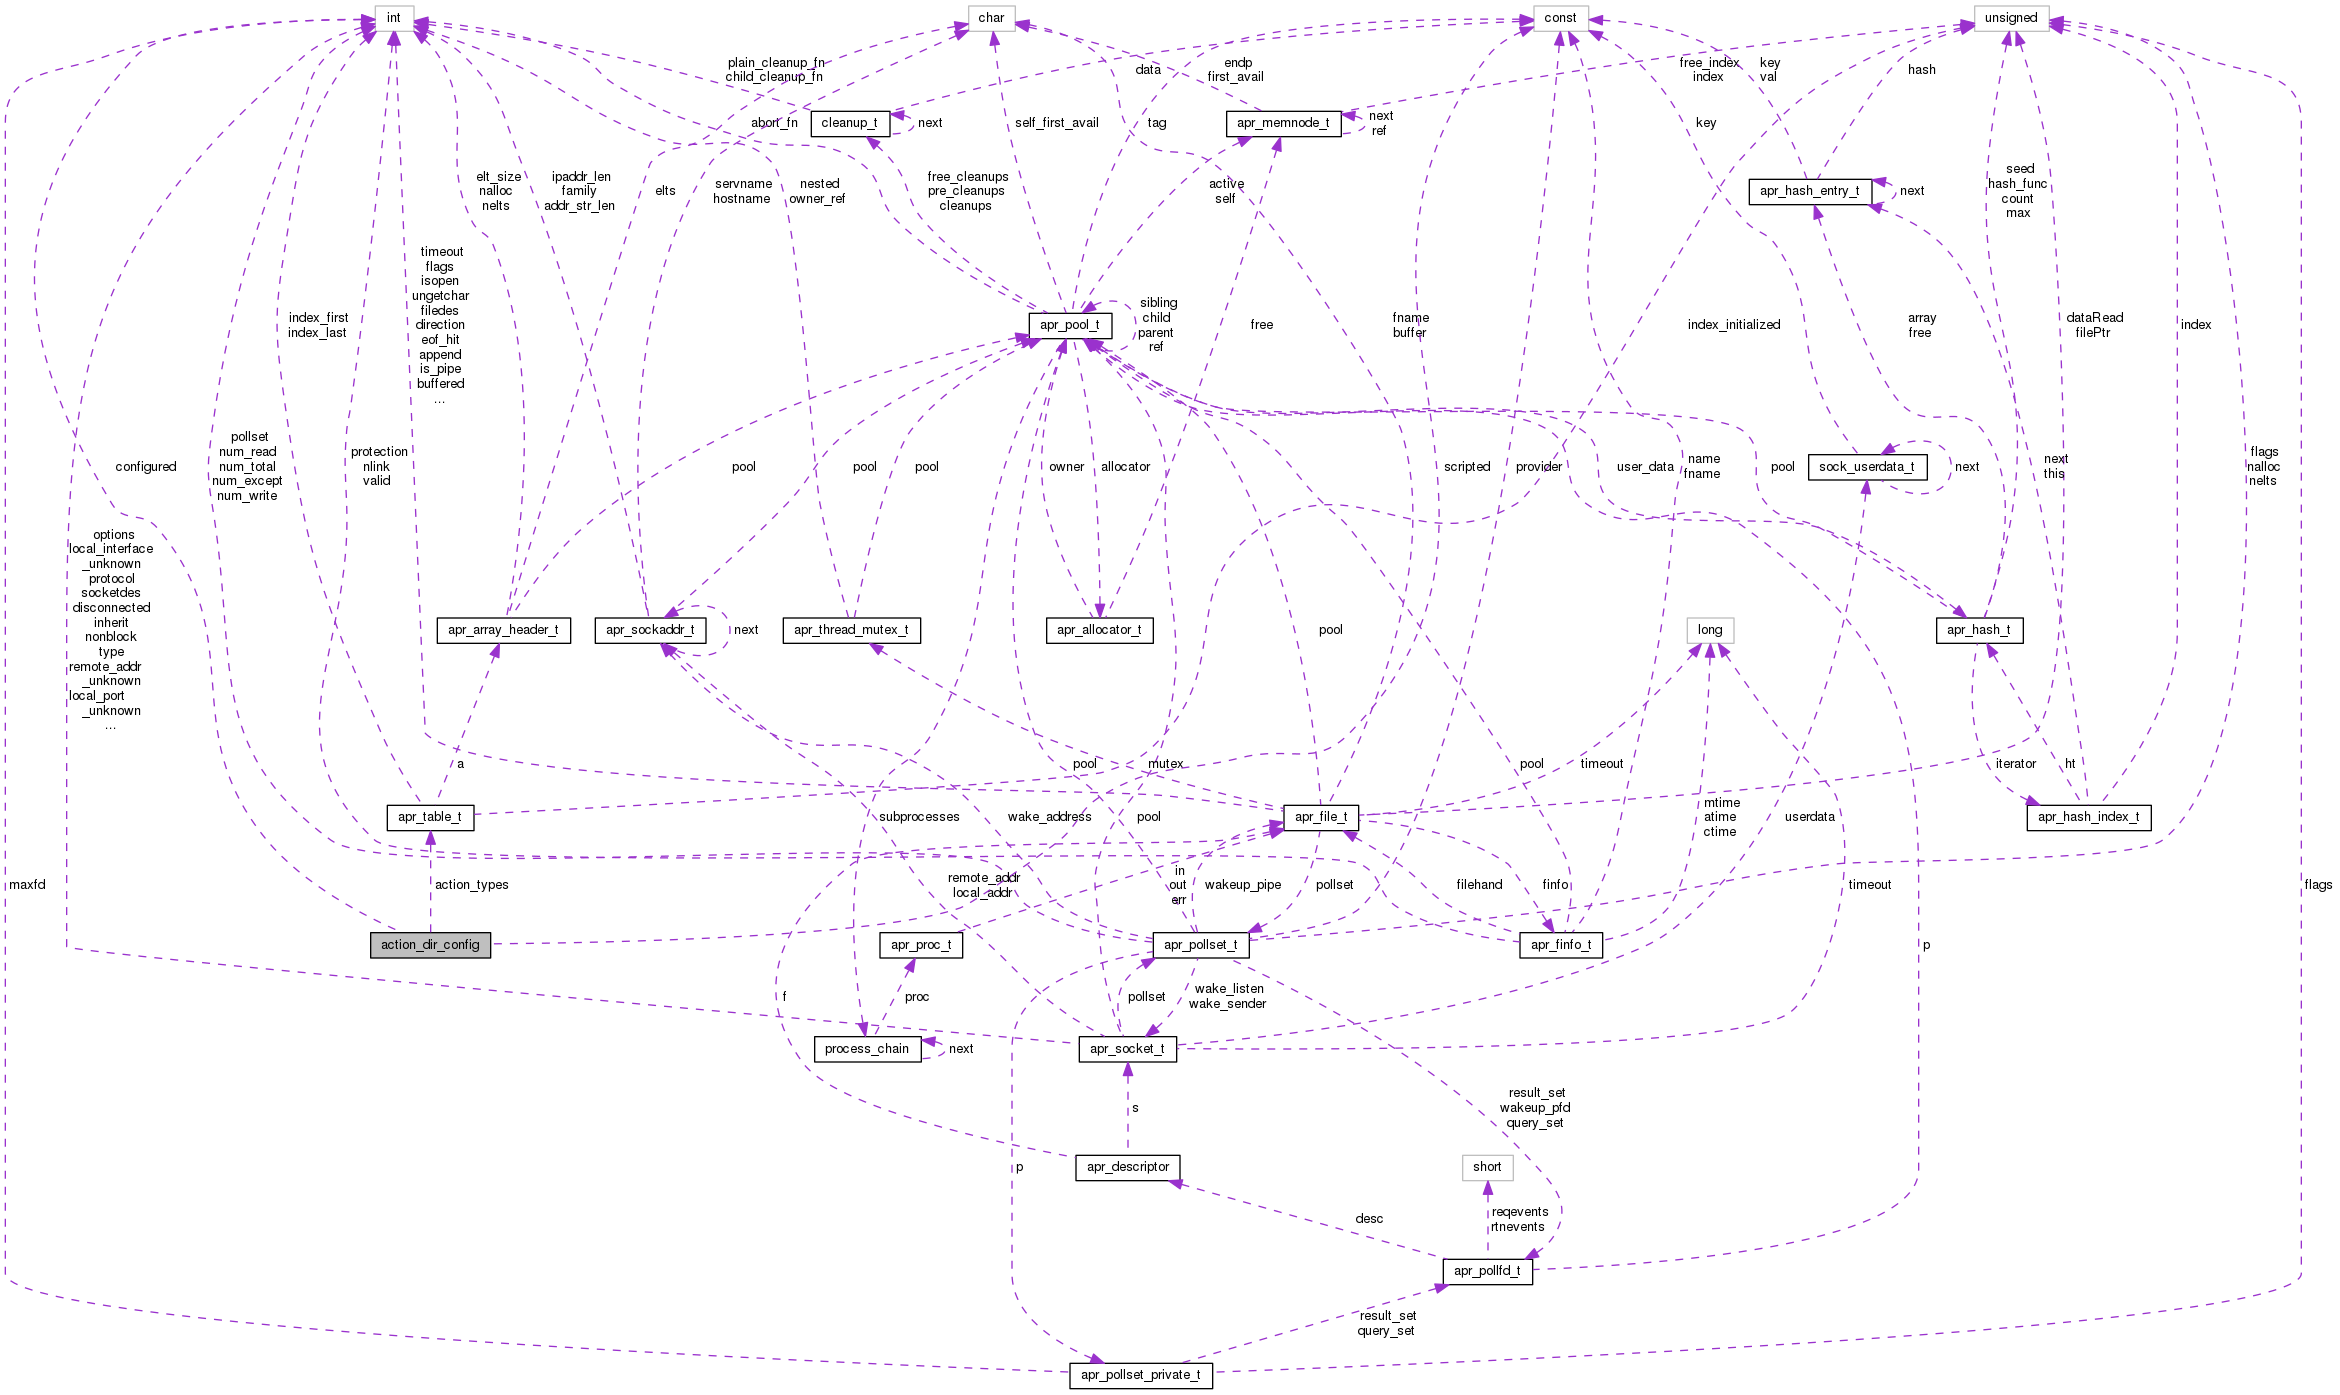 int
char
const
unsigned
plain_cleanup_fn
child_cleanup_fn
data
endp
first_avail
free_index
index
key
val
hash
abort_fn
cleanup_t
next
self_first_avail
tag
apr_memnode_t
next
ref
key
elt_size
nalloc
nelts
ipaddr_len
family
addr_str_len
elts
servname
hostname
nested
owner_ref
free_cleanups
pre_cleanups
cleanups
active
self
apr_hash_entry_t
next
seed
hash_func
count
max
timeout
flags
isopen
ungetchar
filedes
direction
eof_hit
append
is_pipe
buffered
...
index_first
index_last
apr_pool_t
sibling
child
parent
ref
free
fname
buffer
index_initialized
array
free
dataRead
filePtr
index
configured
pollset
num_read
num_total
num_except
num_write
protection
nlink
valid
pool
pool
pool
owner
allocator
scripted
provider
user_data
name
fname
pool
sock_userdata_t
next
next
this
flags
nalloc
nelts
options
local_interface
_unknown
protocol
socketdes
disconnected
inherit
nonblock
type
remote_addr
_unknown
local_port
_unknown
...
apr_array_header_t
apr_sockaddr_t
next
apr_thread_mutex_t
apr_allocator_t
pool
long
apr_hash_t
a
pool
mutex
pool
timeout
iterator
ht
apr_table_t
subprocesses
wake_address
pool
apr_file_t
mtime
atime
ctime
userdata
apr_hash_index_t
maxfd
action_types
remote_addr
local_addr
in
out
err
wakeup_pipe
pollset
filehand
finfo
timeout
flags
action_dir_config
apr_proc_t
apr_pollset_t
apr_finfo_t
p
f
proc
pollset
wake_listen
wake_sender
process_chain
next
apr_socket_t
s
result_set
wakeup_pfd
query_set
p
apr_descriptor
short
desc
reqevents
rtnevents
apr_pollfd_t
result_set
query_set
apr_pollset_private_t